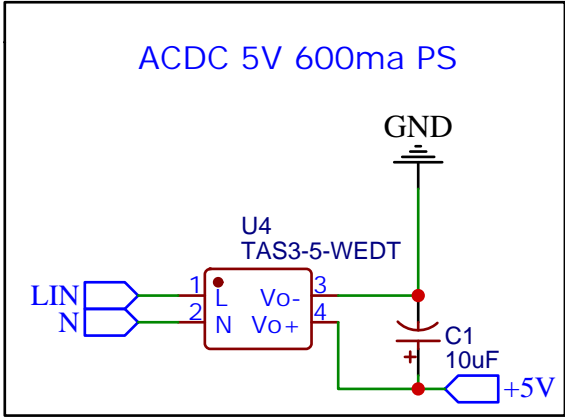 ACDC 5V 600ma PS
GND
U4
TAS3-5-WEDT
LIN 1 L Vo- 3
N 2 N Vo+ 4
C1
+ 10uF
+5V